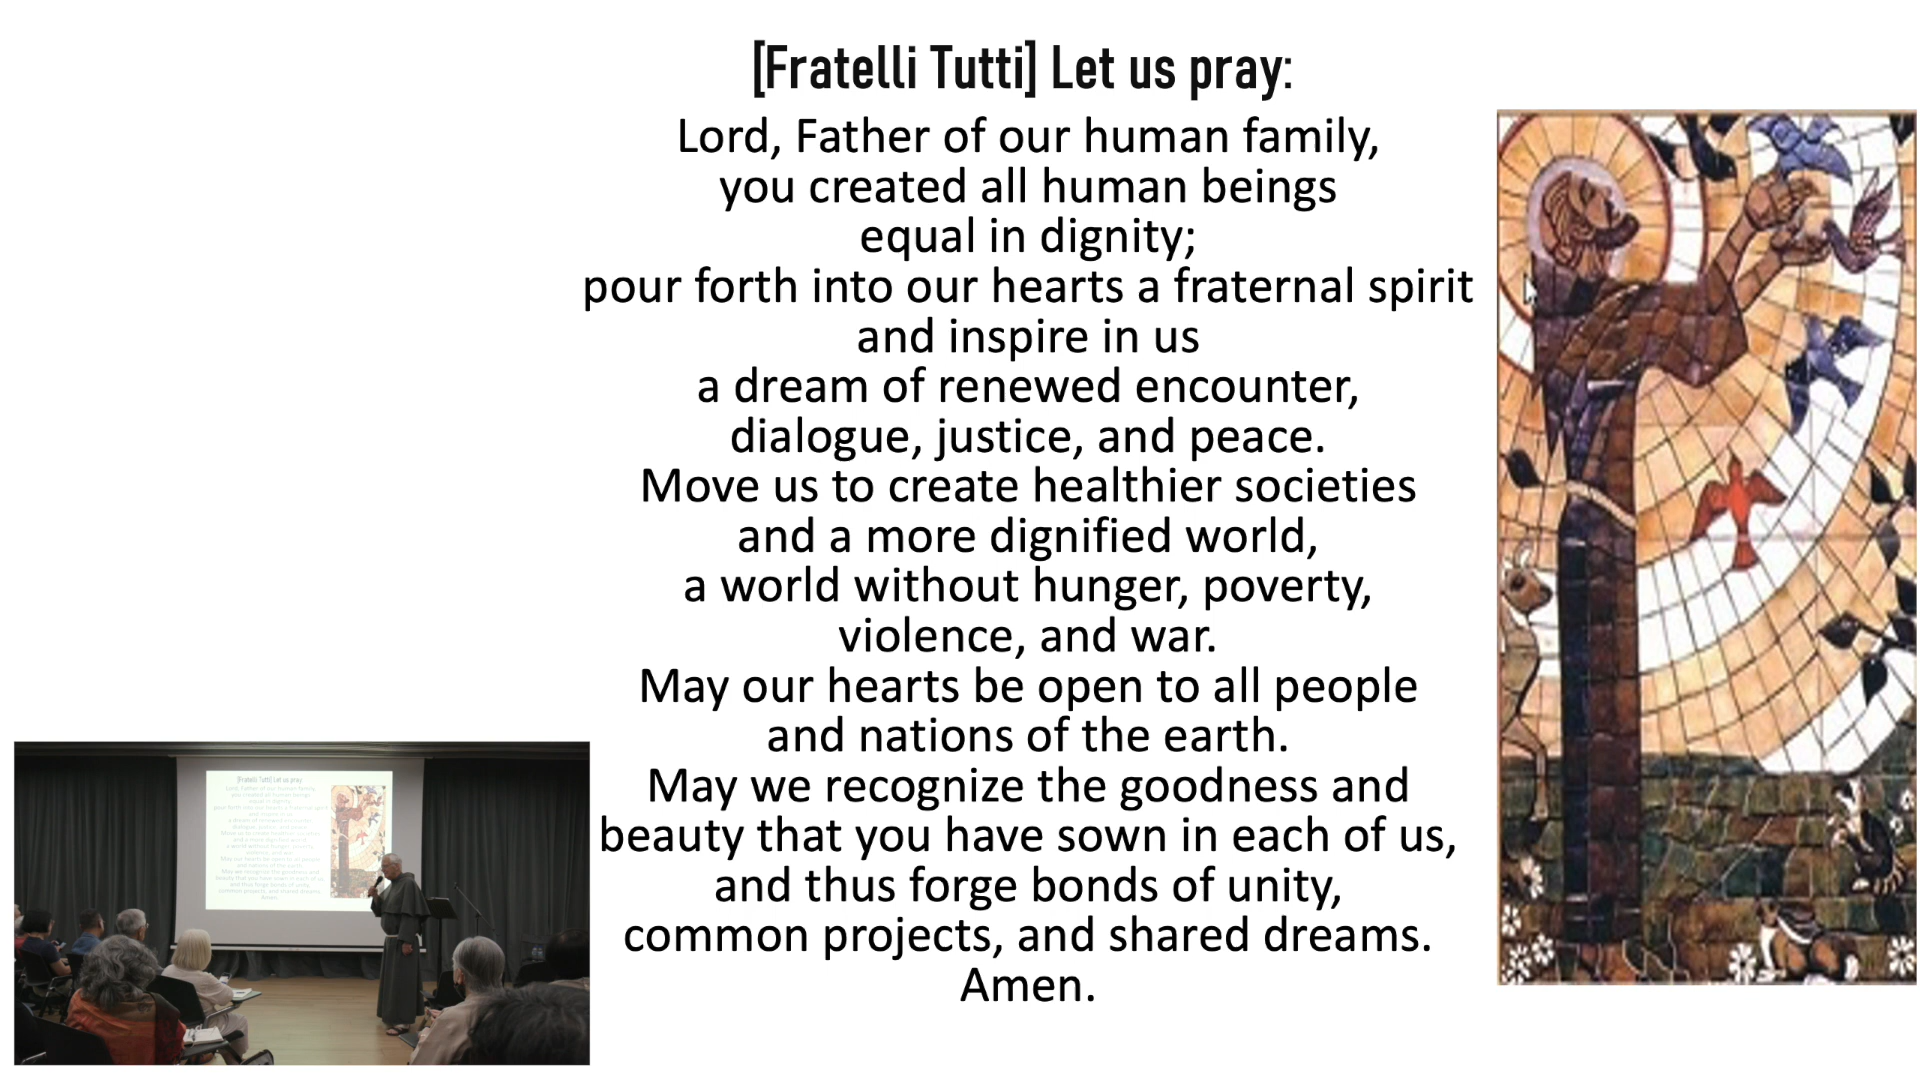 [Fratelli Tutti] Let us pray:
Lord, Father of our human family,
you created all human beings
equal in dignity;
pour forth into our hearts a fraternal spirit
and inspire in us
a dream of renewed encounter,
dialogue, justice, and peace.
Move us to create healthier societies
and a more dignified world,
a world without hunger, poverty,
violence, and war.
May our hearts be open to all people
and nations of the earth.
May we recognize the goodness and
beauty that you have sown in each of us,
and thus forge bonds of unity,
common projects, and shared dreams.
Amen.